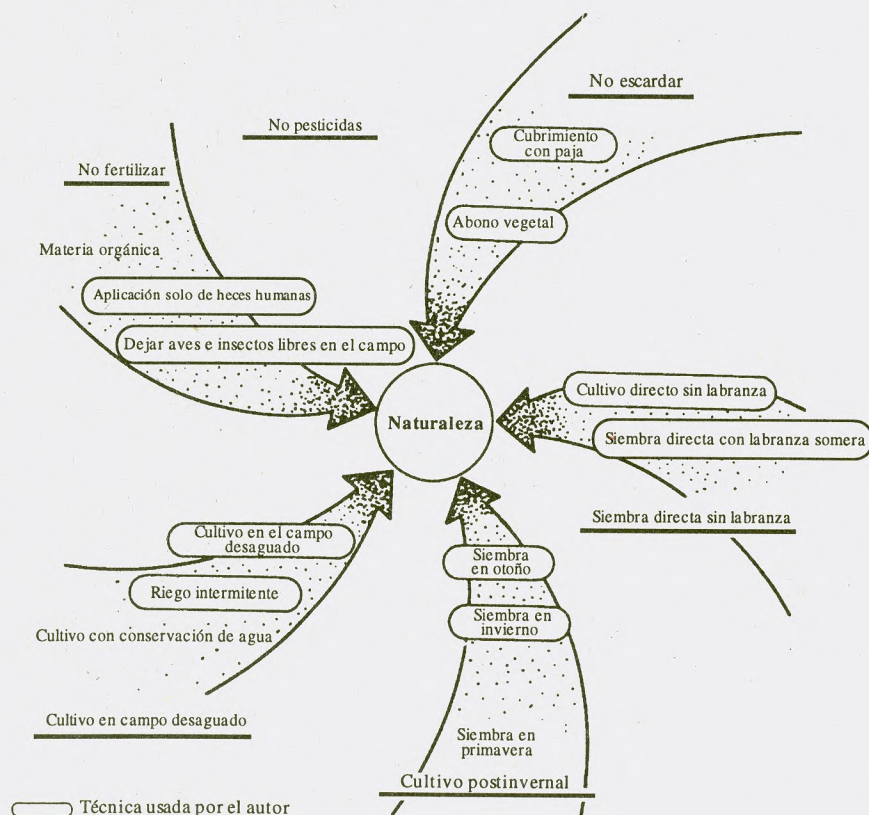 No escardar
Cubrimiento
con paja
Abono vegetal
No pesticidas
No fertilizar
Materia orgánica
Aplicación solo de heces humanas
Dejar aves e insectos libres en el campo
Naturaleza
Cultivo directo sin labranza
Siembra directa con labranza somera
Siembra directa sin labranza
Cultivo en el campo
desaguado
Riego intermitente
Cultivo con conservación de agua
Cultivo en campo desaguado
Siembra
en otoño
Siembra en
invierno
Siembra en
primavera
Cultivo postinvernal
Técnica usada por el autor